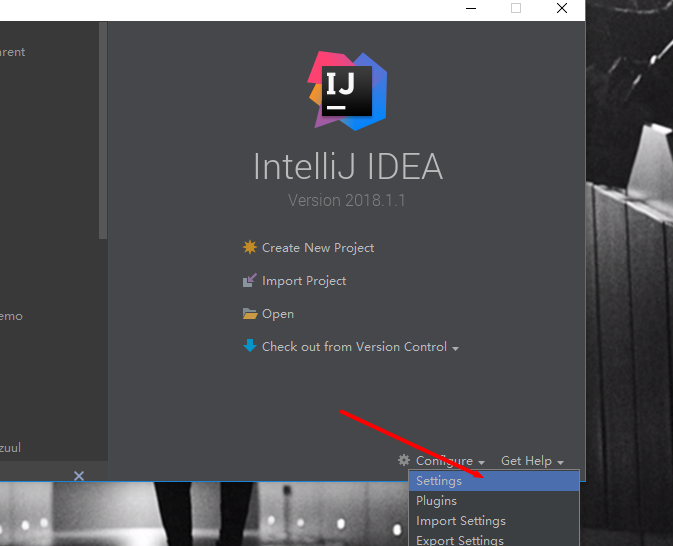 rent
emo
zuul
IJ
IntelliJ IDEA
Version 2018.1.1
Create New Project
Import Project
Open
Check out from Version Control
Configure
Get Help
Settings
Plugins
Import Settings
Export Settings